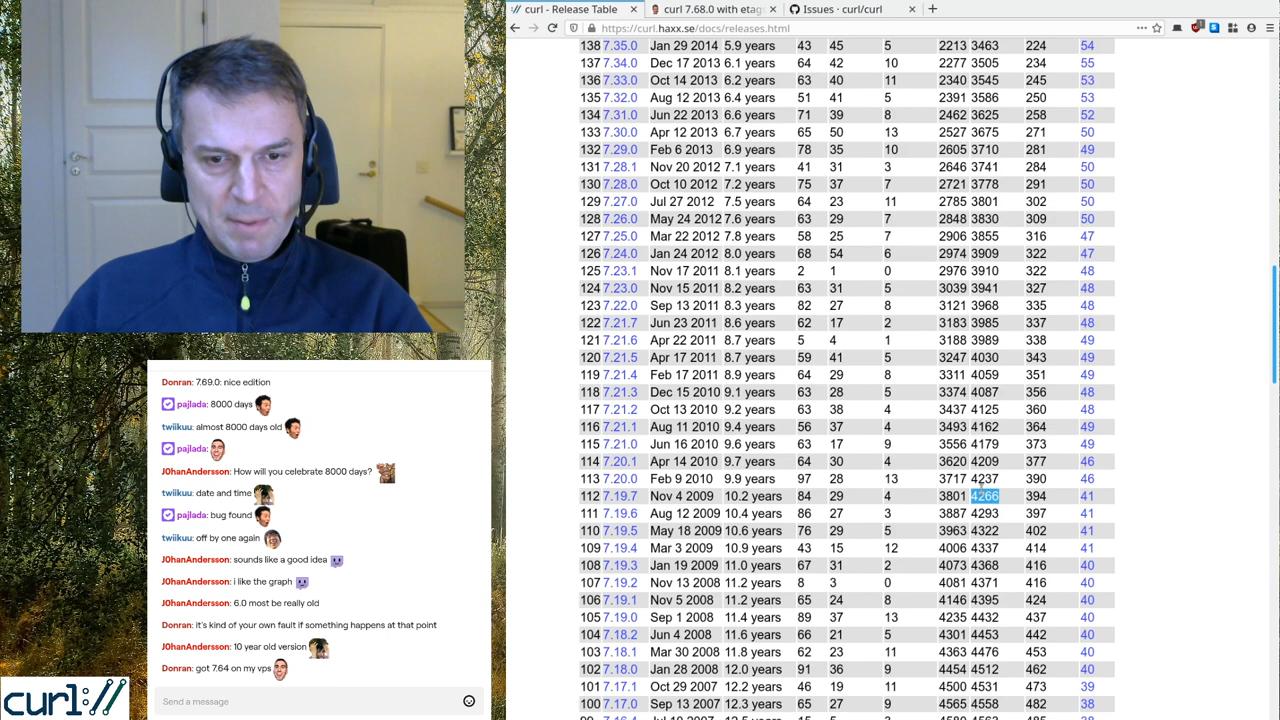 curl - Release Table
curl 7.68.0 with etag
Issues · curl/curl
https://curl.haxx.se/docs/releases.html
138 7.35.0 Jan 29 2014 5.9 years 43 45 5 2213 3463 224 54
137 7.34.0 Dec 17 2013 6.1 years 64 42 10 2277 3505 234 55
136 7.33.0 Oct 14 2013 6.2 years 63 40 11 2340 3545 245 53
135 7.32.0 Aug 12 2013 6.4 years 51 41 5 2391 3586 250 53
134 7.31.0 Jun 22 2013 6.6 years 71 39 8 2462 3625 258 52
133 7.30.0 Apr 12 2013 6.7 years 65 50 13 2527 3675 271 50
132 7.29.0 Feb 6 2013 6.9 years 78 35 10 2605 3710 281 49
131 7.28.1 Nov 20 2012 7.1 years 41 31 3 2646 3741 284 50
130 7.28.0 Oct 10 2012 7.2 years 75 37 7 2721 3778 291 50
129 7.27.0 Jul 27 2012 7.5 years 64 23 11 2785 3801 302 50
128 7.26.0 May 24 2012 7.6 years 63 29 7 2848 3830 309 50
127 7.25.0 Mar 22 2012 7.8 years 58 25 7 2906 3855 316 47
126 7.24.0 Jan 24 2012 8.0 years 68 54 6 2974 3909 322 47
125 7.23.1 Nov 17 2011 8.1 years 2 1 0 2976 3910 322 48
124 7.23.0 Nov 15 2011 8.2 years 63 31 5 3039 3941 327 48
123 7.22.0 Sep 13 2011 8.3 years 82 27 8 3121 3968 335 48
122 7.21.7 Jun 23 2011 8.6 years 62 17 2 3183 3985 337 48
121 7.21.6 Apr 22 2011 8.7 years 5 4 1 3188 3989 338 49
120 7.21.5 Apr 17 2011 8.7 years 59 41 5 3247 4030 343 49
119 7.21.4 Feb 17 2011 8.9 years 64 29 8 3311 4059 351 49
118 7.21.3 Dec 15 2010 9.1 years 63 28 5 3374 4087 356 48
117 7.21.2 Oct 13 2010 9.2 years 63 38 4 3437 4125 360 48
116 7.21.1 Aug 11 2010 9.4 years 56 37 4 3493 4162 364 49
115 7.21.0 Jun 16 2010 9.6 years 63 17 9 3556 4179 373 49
114 7.20.1 Apr 14 2010 9.7 years 64 30 4 3620 4209 377 46
113 7.20.0 Feb 9 2010 9.9 years 97 28 13 3717 4237 390 46
112 7.19.7 Nov 4 2009 10.2 years 84 29 4 3801 4266 394 41
111 7.19.6 Aug 12 2009 10.4 years 86 27 3 3887 4293 397 41
110 7.19.5 May 18 2009 10.6 years 76 29 5 3963 4322 402 41
109 7.19.4 Mar 3 2009 10.9 years 43 15 12 4006 4337 414 41
108 7.19.3 Jan 19 2009 11.0 years 67 31 2 4073 4368 416 40
107 7.19.2 Nov 13 2008 11.2 years 8 3 0 4081 4371 416 40
106 7.19.1 Nov 5 2008 11.2 years 65 24 8 4146 4395 424 40
105 7.19.0 Sep 1 2008 11.4 years 89 37 13 4235 4432 437 40
104 7.18.2 Jun 4 2008 11.6 years 66 21 5 4301 4453 442 40
103 7.18.1 Mar 30 2008 11.8 years 62 23 11 4363 4476 453 40
102 7.18.0 Jan 28 2008 12.0 years 91 36 9 4454 4512 462 40
101 7.17.1 Oct 29 2007 12.2 years 46 19 11 4500 4531 473 39
100 7.17.0 Sep 13 2007 12.3 years 65 27 9 4565 4558 482 38
Donran: 7.69.0: nice edition
pajlada: 8000 days
twiikuu: almost 8000 days old
pajlada:
J0hanAndersson: How will you celebrate 8000 days?
twiikuu: date and time
pajlada: bug found
twiikuu: off by one again
J0hanAndersson: sounds like a good idea
J0hanAndersson: i like the graph
J0hanAndersson: 6.0 most be really old
Donran: it's kind of your own fault if something happens at that point
J0hanAndersson: 10 year old version
Donran: got 7.64 on my vps
Send a message
curl://